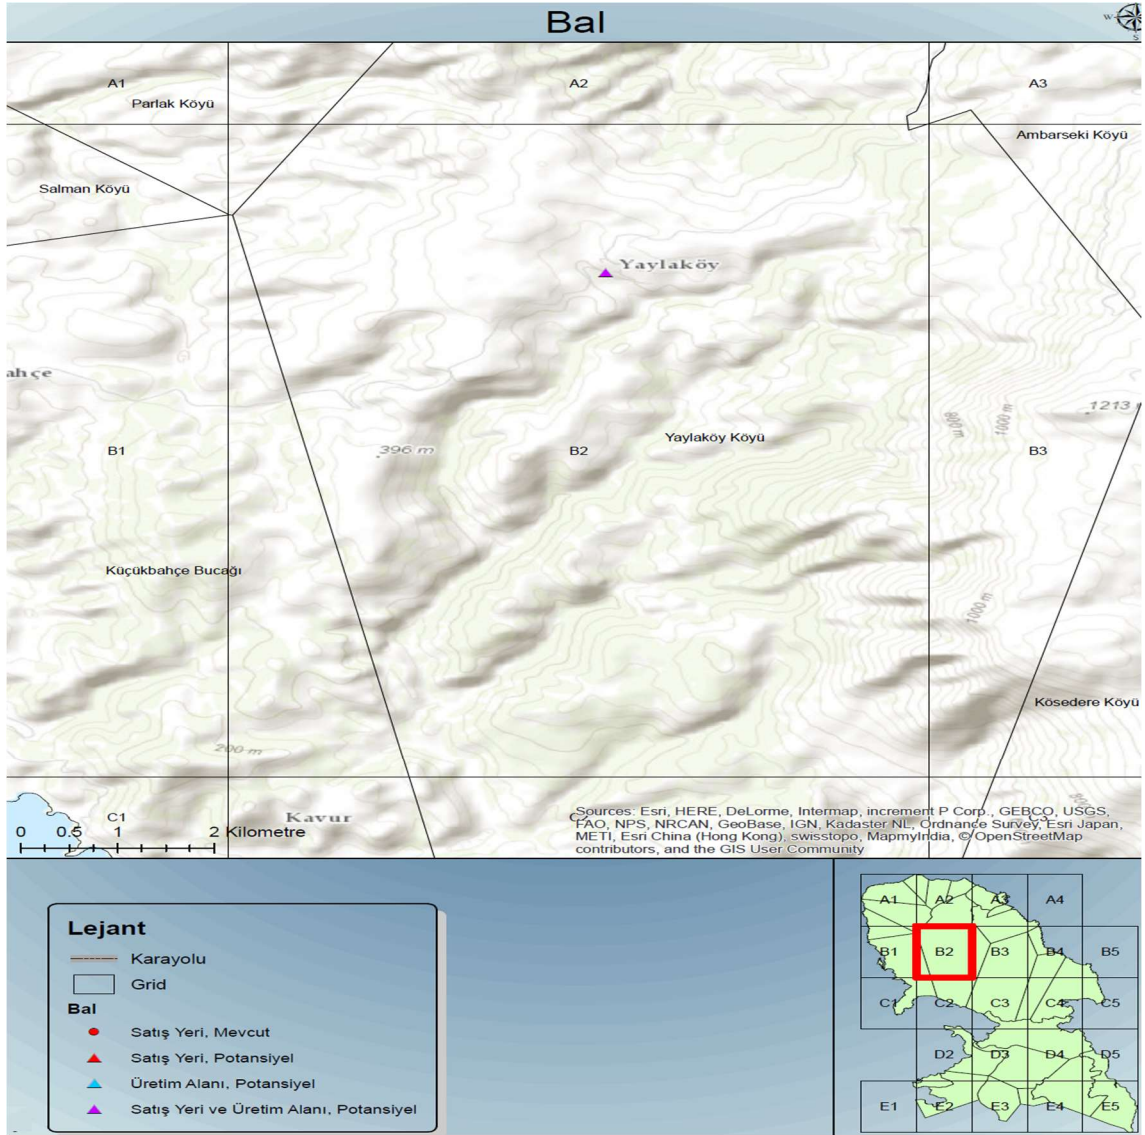 Bal
W
S
A1
A2
A3
Parlak Köyü
Ambarseki Köyü
Salman Köyü
Yaylaköy
ahçe
1213
800 m
1000 m
Yaylaköy Köyü
B1
396 m
B2
B3
Küçükbahçe Bucağı
1000 m
Kösedere Köyü
200 m
C1
Kavur
0 0.5 1 2 Kilometre
Sources: Esri, HERE, DeLorme, Intermap, increment P Corp., GEBCO, USGS,
FAO, NPS, NRCAN, GeoBase, IGN, Kadaster NL, Ordnance Survey, Esri Japan,
METI, Esri China (Hong Kong), swisstopo, MapmyIndia, © OpenStreetMap
contributors, and the GIS User Community
Lejant
Karayolu
Grid
Bal
Satış Yeri, Mevcut
Satış Yeri, Potansiyel
Üretim Alanı, Potansiyel
Satış Yeri ve Üretim Alanı, Potansiyel
A1 A2 A3 A4
B1 B2 B3 B4 B5
C1 C2 C3 C4 C5
D2 D3 D4 D5
E1 E2 E3 E4 E5